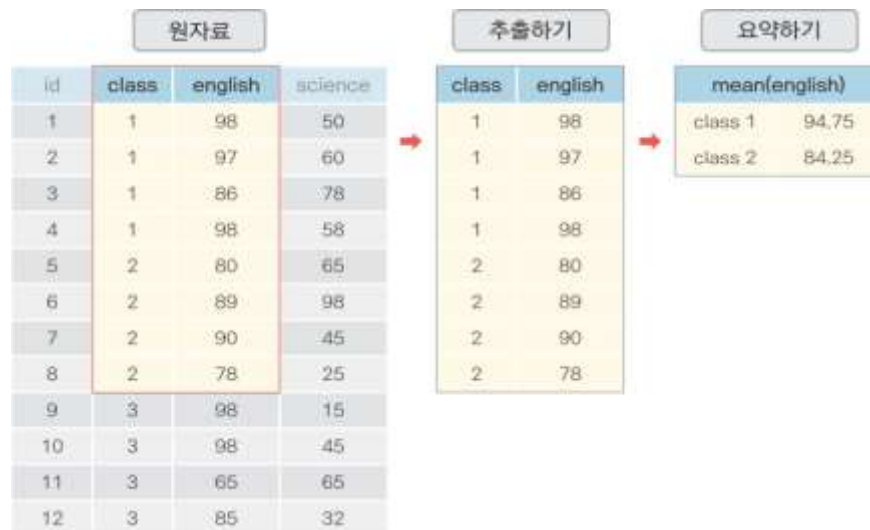 원자료 추출하기 요약하기
id class english science class english mean(english)
1 1 98 50 1 98 class 1 94.75
2 1 97 60 1 97 class 2 84.25
3 1 86 78 1 86
4 1 98 58 1 98
5 2 80 65 2 80
6 2 89 98 2 89
7 2 90 45 2 90
8 2 78 25 2 78
9 3 98 15
10 3 98 45
11 3 65 65
12 3 85 32